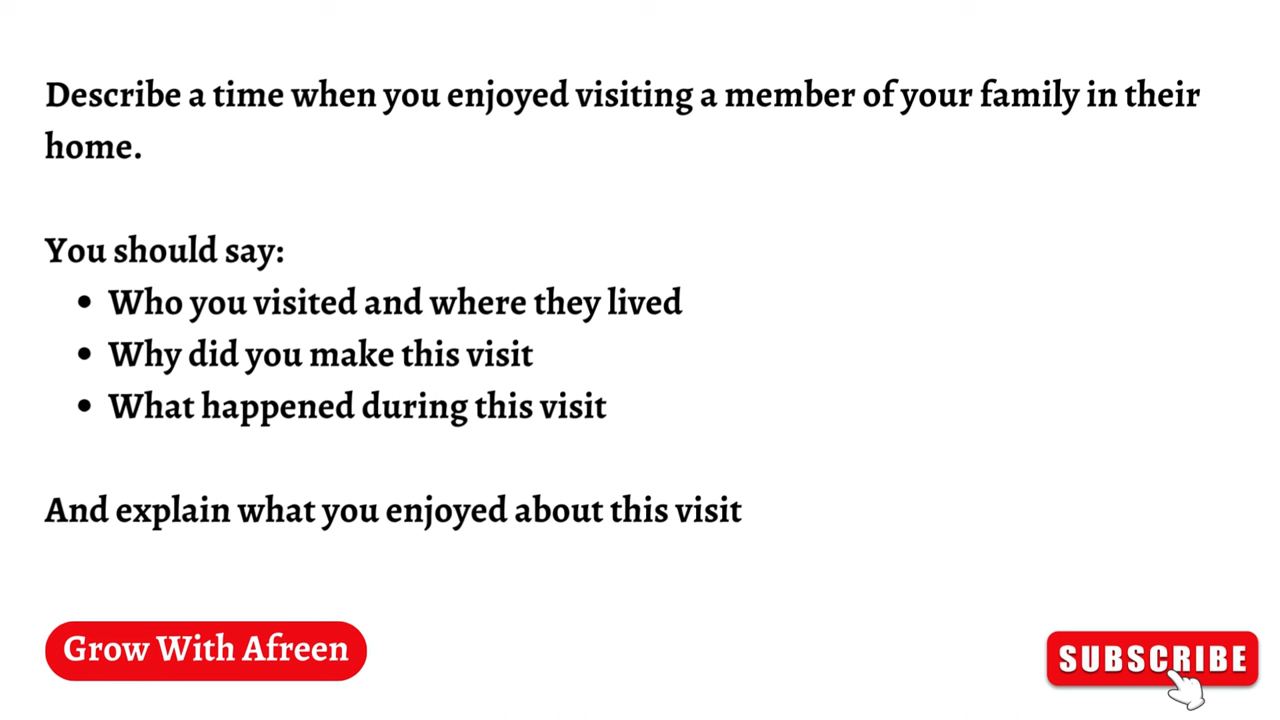 Describe a time when you enjoyed visiting a member of your family in their
home.
You should say:
• Who you visited and where they lived
• Why did you make this visit
• What happened during this visit
And explain what you enjoyed about this visit
Grow With Afreen
SUBSCRIBE